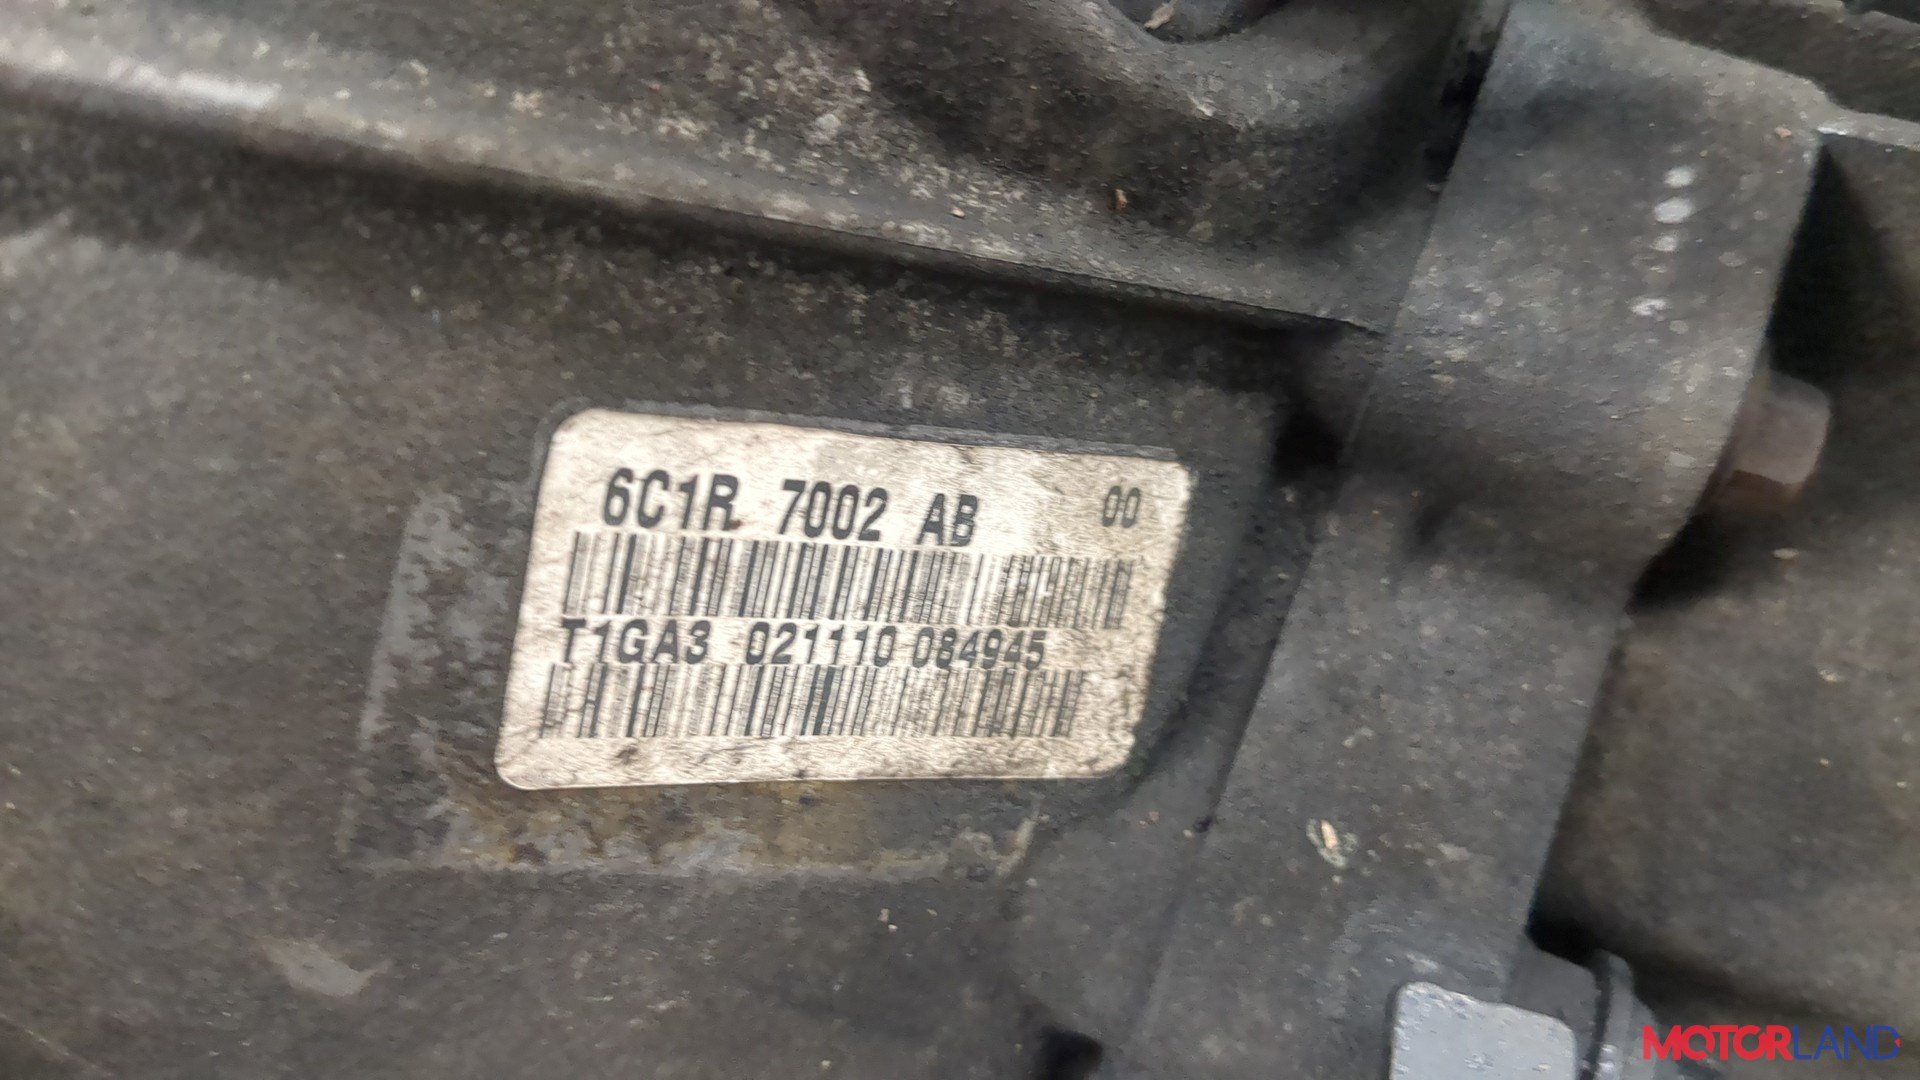 6C1R 7002 AB 00
T1GA3 021110 084945
MOTORLAND